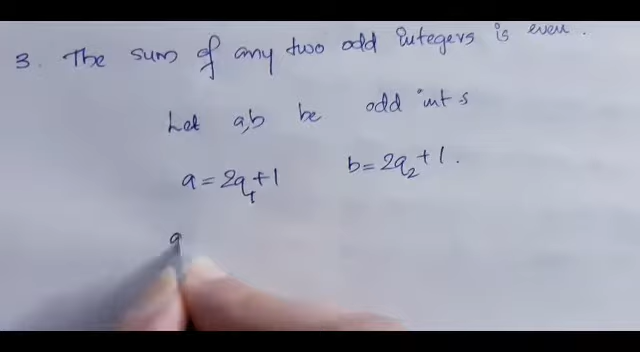 3. The sum of any two odd integers is even.
Let a,b be odd int s
a = 2q₁+1 b = 2q₂+1.
a